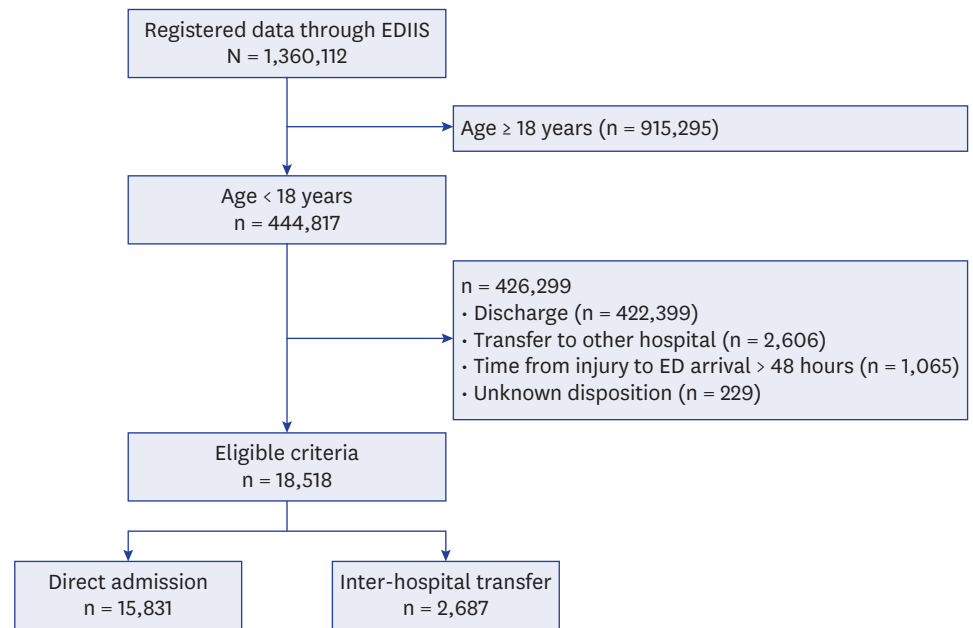 Registered data through EDIIS
N = 1,360,112
Age ≥ 18 years (n = 915,295)
Age < 18 years
n = 444,817
n = 426,299
· Discharge (n = 422,399)
· Transfer to other hospital (n = 2,606)
· Time from injury to ED arrival > 48 hours (n = 1,065)
· Unknown disposition (n = 229)
Eligible criteria
n = 18,518
Direct admission
n = 15,831
Inter-hospital transfer
n = 2,687